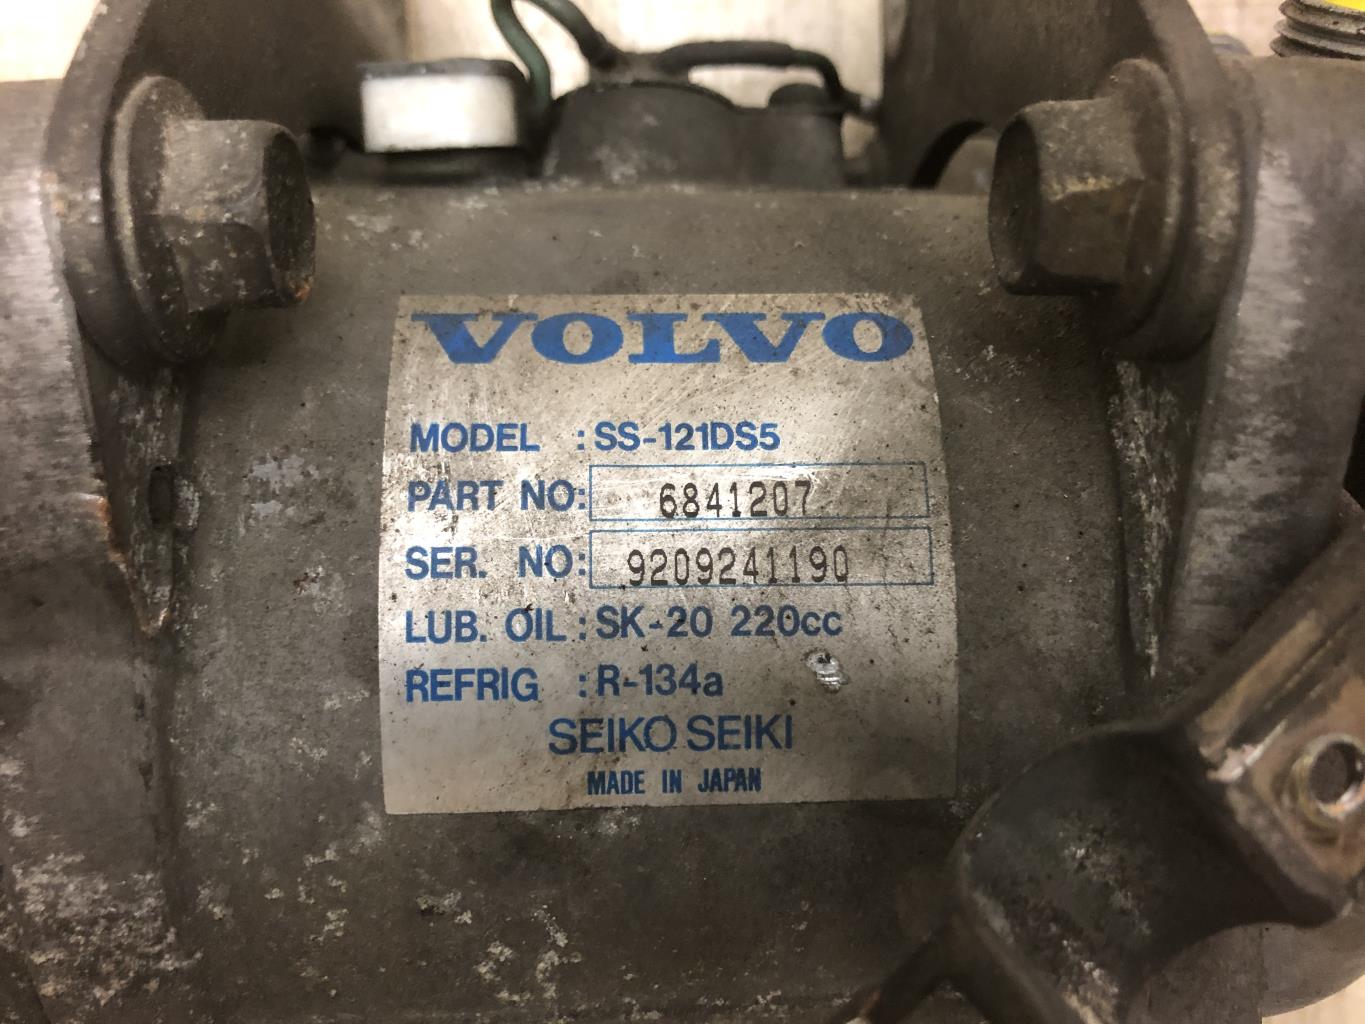 VOLVO
MODEL : SS-121DS5
PART NO: 6841207
SER. NO: 9209241190
LUB. OIL : SK-20 220cc
REFRIG : R-134a
SEIKO SEIKI
MADE IN JAPAN